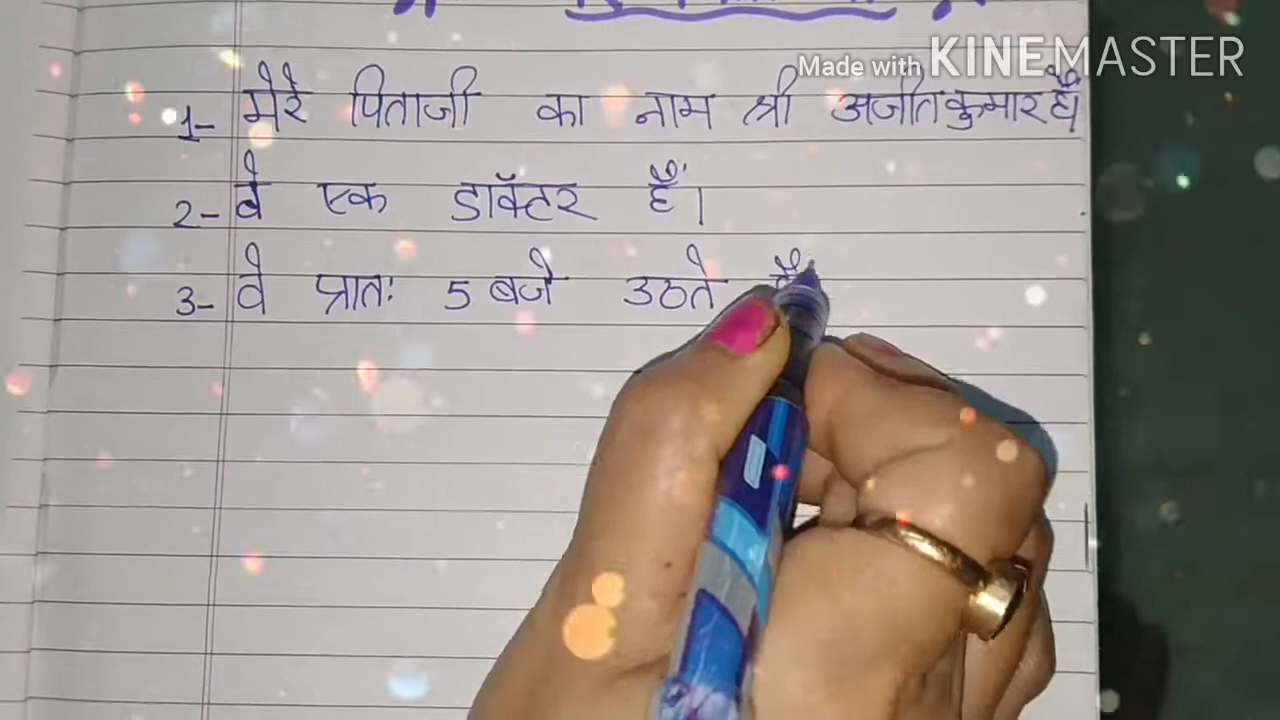 Made with KINEMASTER
1- मेरे पिताजी का नाम श्री अजीत कुमार है।
2- वे एक डॉक्टर हैं।
3- वे प्रातः 5 बजे उठते हैं